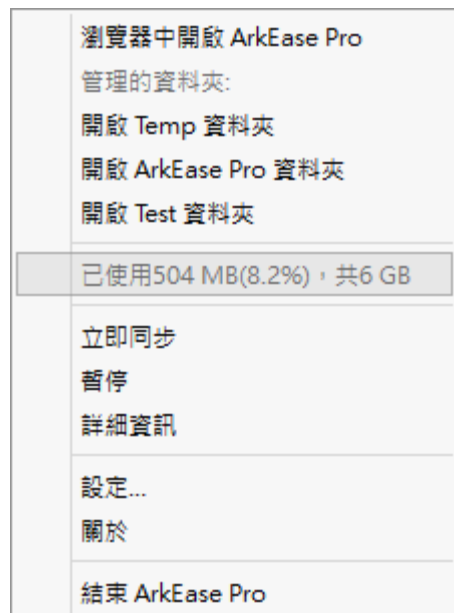 瀏覽器中開啟 ArkEase Pro
管理的資料夾:
開啟 Temp 資料夾
開啟 ArkEase Pro 資料夾
開啟 Test 資料夾
已使用504 MB(8.2%)，共6 GB
立即同步
暫停
詳細資訊
設定...
關於
結束 ArkEase Pro